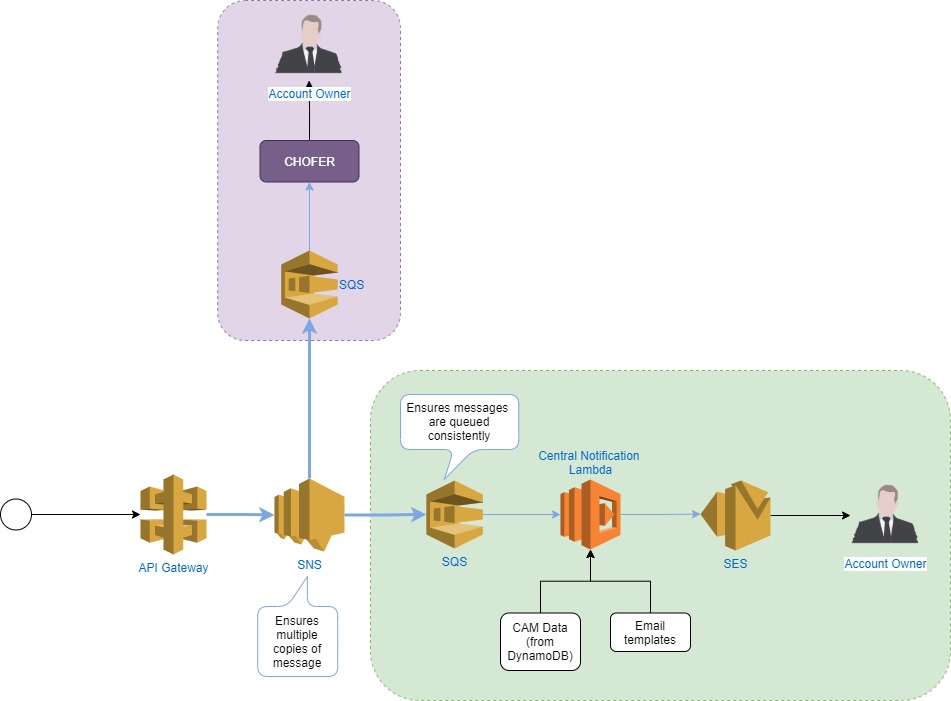 Account Owner
CHOFER
SQS
Ensures messages
are queued
consistently
Central Notification
Lambda
API Gateway
SNS
SQS
SES
Account Owner
Ensures
multiple
copies of
message
CAM Data
(from
DynamoDB)
Email
templates